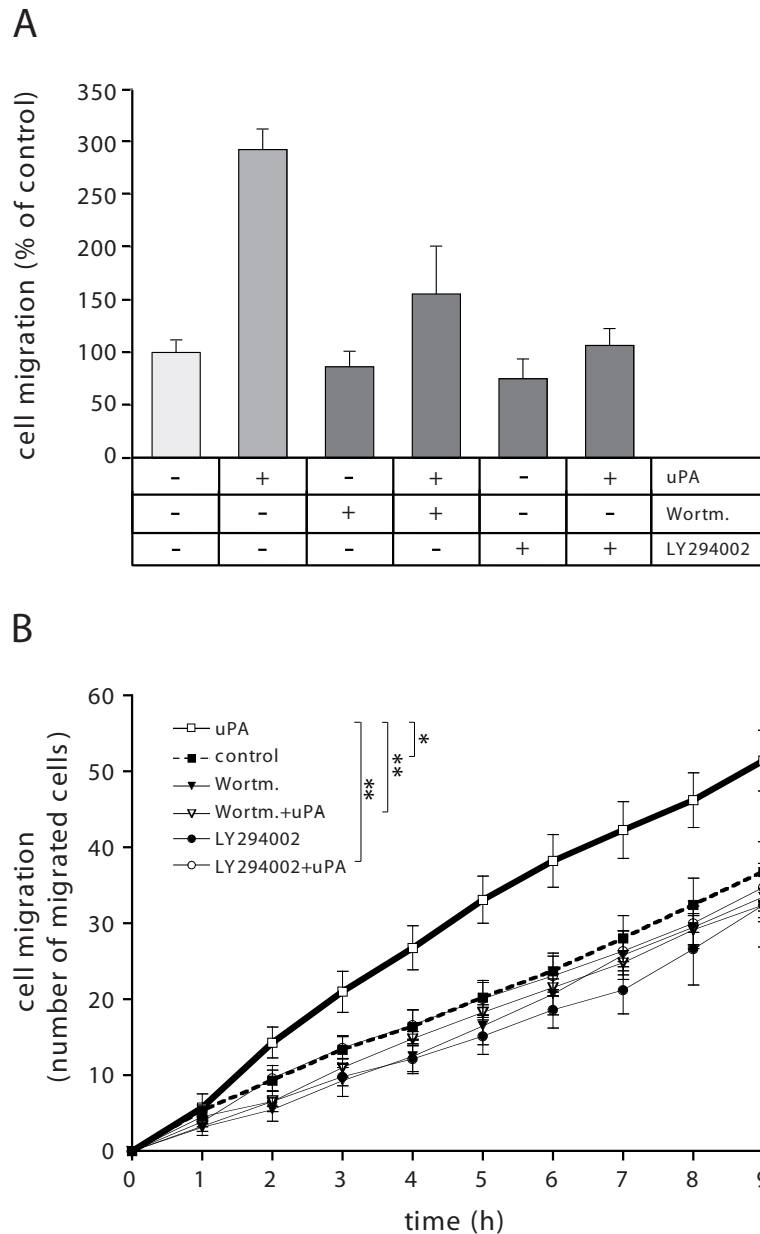 A
cell migration (% of control)
350
300
250
200
150
100
50
0
- + - + - + uPA
- - + + - - Wortm.
- - - - + + LY294002
B
cell migration
(number of migrated cells)
60
50
40
30
20
10
0
uPA
control
Wortm.
Wortm.+uPA
LY294002
LY294002+uPA
*
**
**
0 1 2 3 4 5 6 7 8 9
time (h)